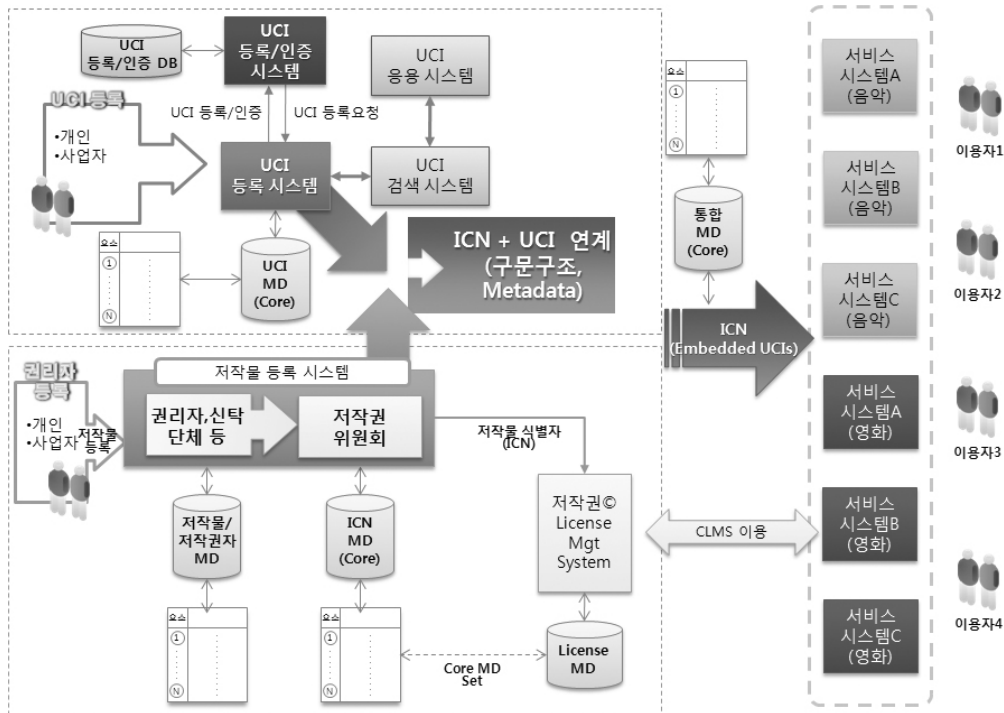 UCI
등록/인증 DB
UCI
등록/인증
시스템
UCI
응용 시스템
UCI 등록
•개인
•사업자
UCI 등록/인증
UCI 등록요청
UCI
등록 시스템
UCI
검색 시스템
요소
1
N
UCI
MD
(Core)
ICN + UCI 연계
(구문구조,
Metadata)
요소
1
N
통합
MD
(Core)
ICN
(Embedded UCIs)
서비스
시스템A
(음악)
서비스
시스템B
(음악)
서비스
시스템C
(음악)
서비스
시스템A
(영화)
서비스
시스템B
(영화)
서비스
시스템C
(영화)
이용자1
이용자2
이용자3
이용자4
권리자
등록
•개인
•사업자
저작물
등록
저작물 등록 시스템
권리자,신탁
단체 등
저작권
위원회
저작물 식별자
(ICN)
저작물/
저작권자
MD
ICN
MD
(Core)
저작권©
License
Mgt
System
CLMS 이용
요소
1
N
요소
1
N
Core MD
Set
License
MD